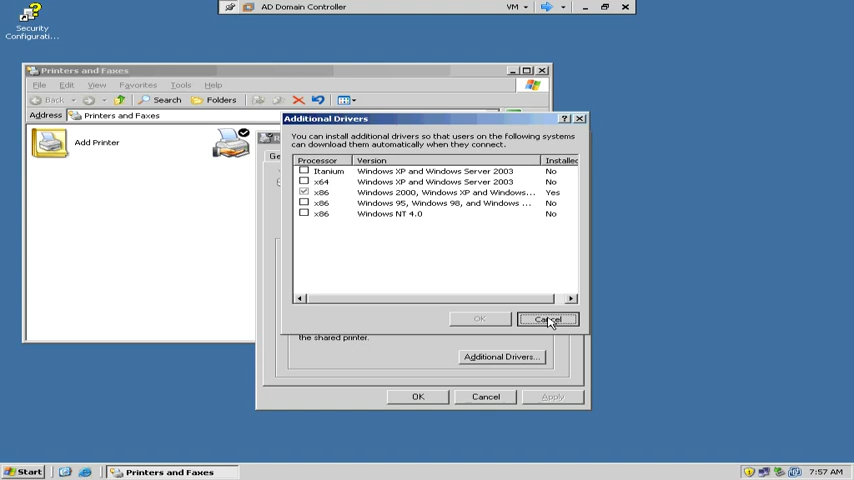 AD Domain Controller
VM
Security
Configurati...
Printers and Faxes
File Edit View Favorites Tools Help
Back Search Folders
Address Printers and Faxes
Add Printer
Additional Drivers
You can install additional drivers so that users on the following systems
can download them automatically when they connect.
Processor Version Installed
Itanium Windows XP and Windows Server 2003 No
x64 Windows XP and Windows Server 2003 No
x86 Windows 2000, Windows XP and Windows... Yes
x86 Windows 95, Windows 98, and Windows ... No
x86 Windows NT 4.0 No
OK Cancel
the shared printer.
Additional Drivers...
OK Cancel Apply
Start Printers and Faxes 7:57 AM